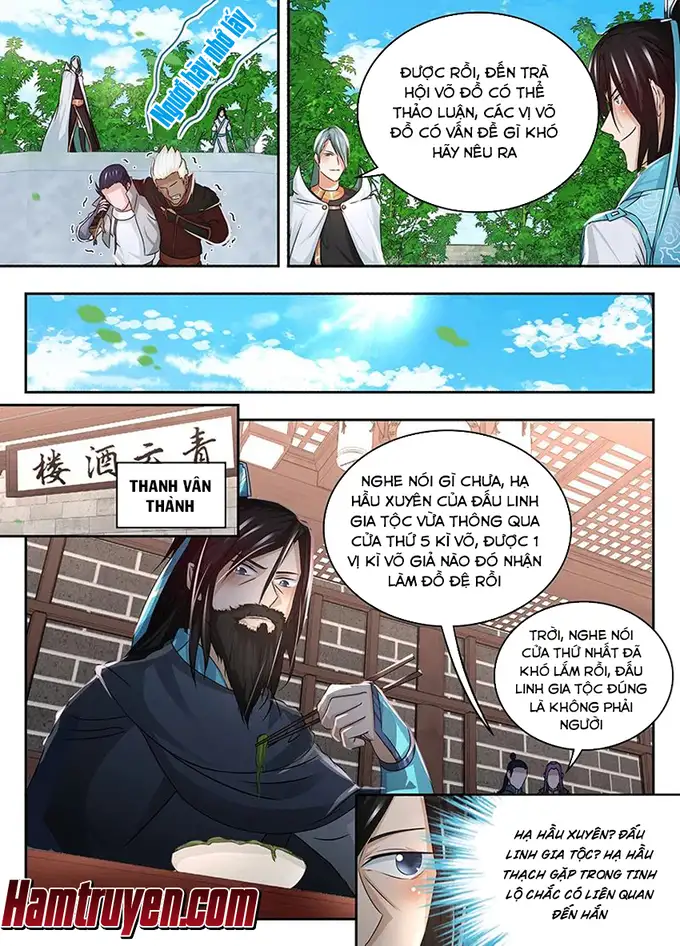 Ngươi hãy nhớ lấy
ĐƯỢC RỒI, ĐẾN TRÀ
HỘI VÕ ĐỒ CÓ THỂ
THẢO LUẬN, CÁC VỊ VÕ
ĐỒ CÓ VẤN ĐỀ GÌ KHÓ
HÃY NÊU RA
青云酒楼
THANH VÂN
THÀNH
NGHE NÓI GÌ CHƯA, HẠ
HẦU XUYÊN CỦA ĐẤU LINH
GIA TỘC VỪA THÔNG QUA
CỬA THỨ 5 KÌ VÕ, ĐƯỢC 1
VỊ KÌ VÕ GIẢ NÀO ĐÓ NHẬN
LÀM ĐỒ ĐỆ RỒI
TRỜI, NGHE NÓI
CỬA THỨ NHẤT ĐÃ
KHÓ LẮM RỒI, ĐẤU
LINH GIA TỘC ĐÚNG
LÀ KHÔNG PHẢI
NGƯỜI
HẠ HẦU XUYÊN? ĐẤU
LINH GIA TỘC? HẠ HẦU
THẠCH GẶP TRONG TINH
LỘ CHẮC CÓ LIÊN QUAN
ĐẾN HẮN
Hamtruyen.com